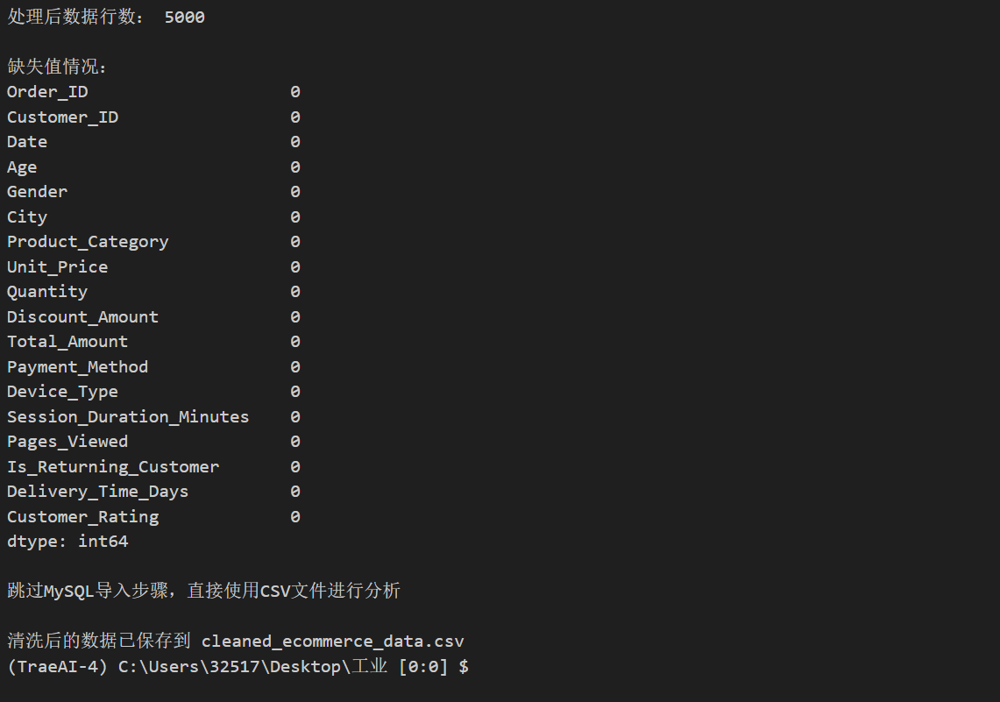 处理后数据行数： 5000
缺失值情况：
Order_ID 0
Customer_ID 0
Date 0
Age 0
Gender 0
City 0
Product_Category 0
Unit_Price 0
Quantity 0
Discount_Amount 0
Total_Amount 0
Payment_Method 0
Device_Type 0
Session_Duration_Minutes 0
Pages_Viewed 0
Is_Returning_Customer 0
Delivery_Time_Days 0
Customer_Rating 0
dtype: int64
跳过MySQL导入步骤，直接使用CSV文件进行分析
清洗后的数据已保存到 cleaned_ecommerce_data.csv
(TraeAI-4) C:\Users\32517\Desktop\工业 [0:0] $